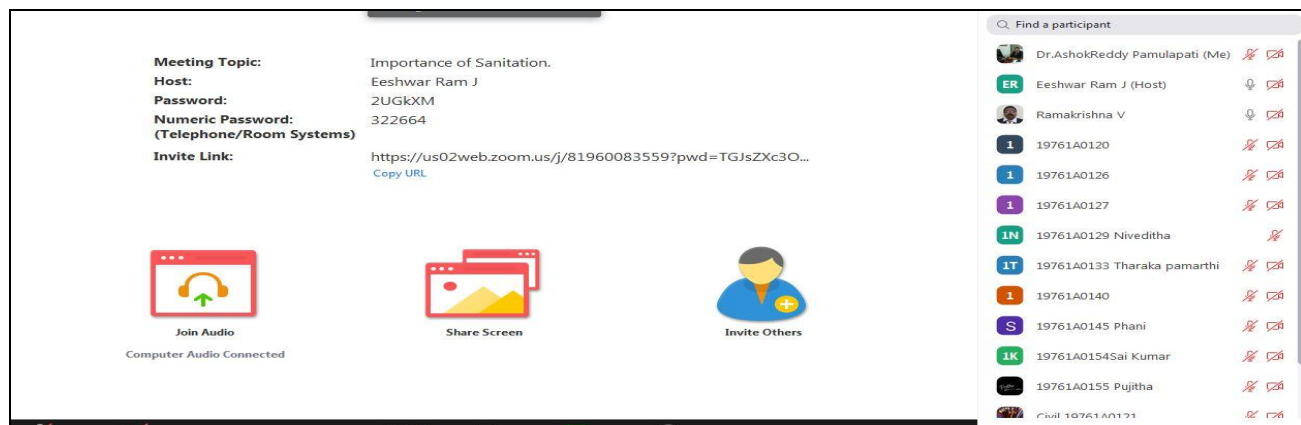 Meeting Topic: Importance of Sanitation.
Host: Eeshwar Ram J
Password: 2UGkXM
Numeric Password: 322664
(Telephone/Room Systems)
Invite Link: https://us02web.zoom.us/j/81960083559?pwd=TGJsZXc3O...
Copy URL
Join Audio
Computer Audio Connected
Share Screen
Invite Others
Find a participant
Dr.AshokReddy Pamulapati (Me)
ER Eeshwar Ram J (Host)
Ramakrishna V
1 19761A0120
1 19761A0126
1 19761A0127
1N 19761A0129 Niveditha
1T 19761A0133 Tharaka pamarthi
1 19761A0140
S 19761A0145 Phani
1K 19761A0154Sai Kumar
19761A0155 Pujitha
Civil 19761A0121